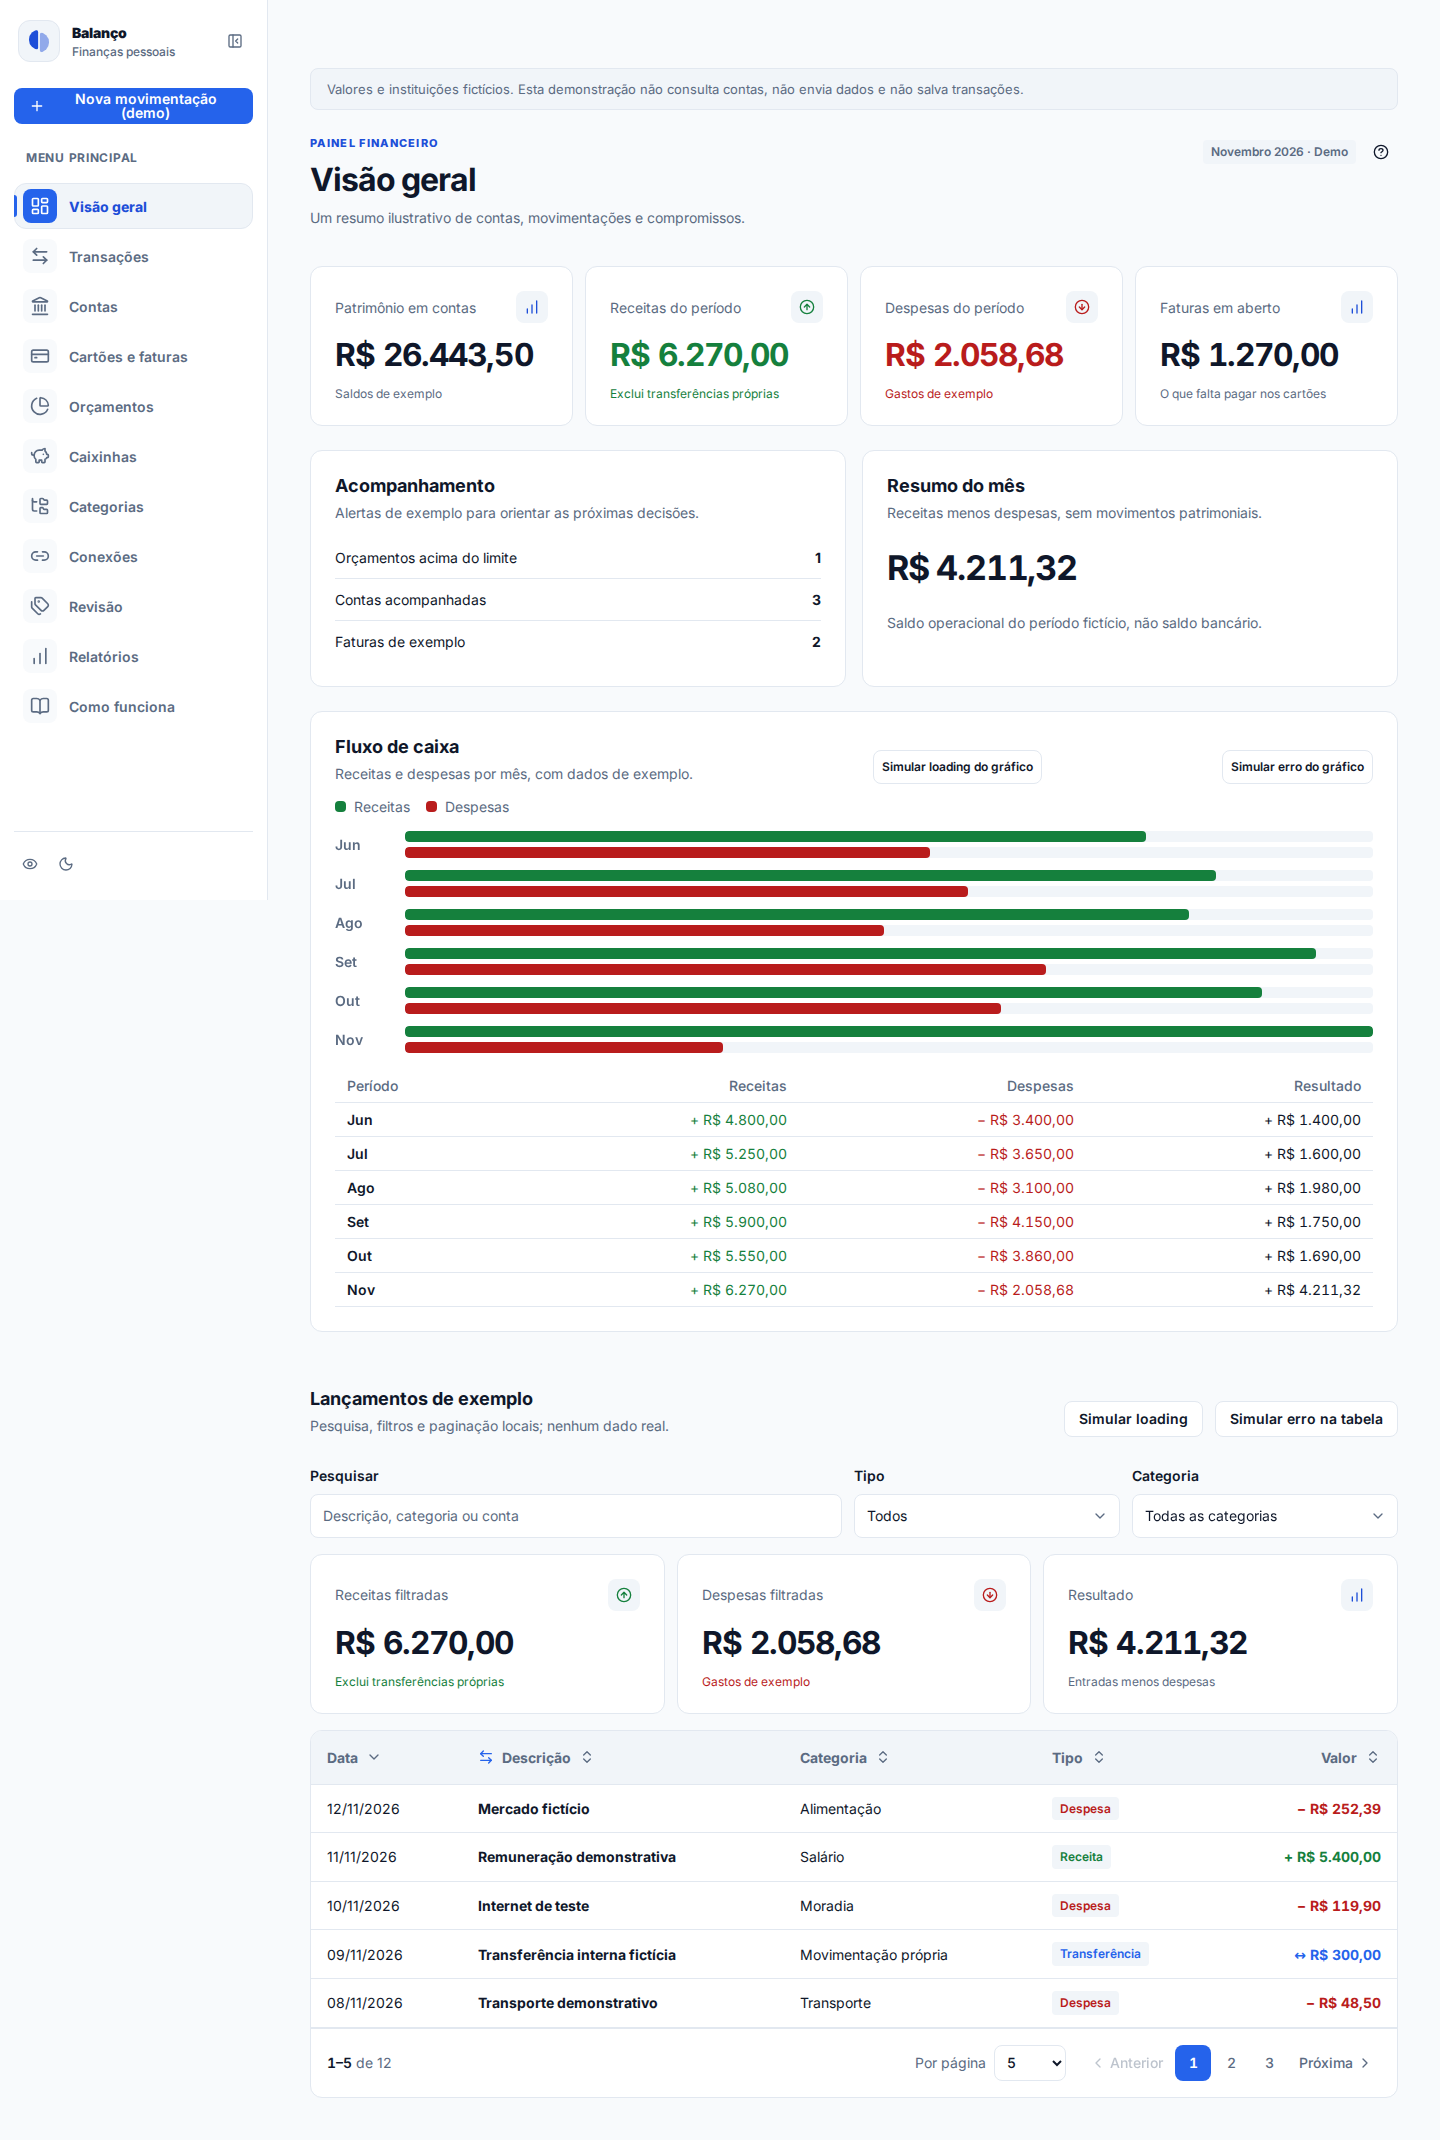 Balanço
Finanças pessoais
Nova movimentação
(demo)
MENU PRINCIPAL
Visão geral
Transações
Contas
Cartões e faturas
Orçamentos
Caixinhas
Categorias
Conexões
Revisão
Relatórios
Como funciona
Valores e instituições fictícios. Esta demonstração não consulta contas, não envia dados e não salva transações.
PAINEL FINANCEIRO
Novembro 2026 · Demo
Visão geral
Um resumo ilustrativo de contas, movimentações e compromissos.
Patrimônio em contas
R$ 26.443,50
Saldos de exemplo
Receitas do período
R$ 6.270,00
Exclui transferências próprias
Despesas do período
R$ 2.058,68
Gastos de exemplo
Faturas em aberto
R$ 1.270,00
O que falta pagar nos cartões
Acompanhamento
Alertas de exemplo para orientar as próximas decisões.
Orçamentos acima do limite 1
Contas acompanhadas 3
Faturas de exemplo 2
Resumo do mês
Receitas menos despesas, sem movimentos patrimoniais.
R$ 4.211,32
Saldo operacional do período fictício, não saldo bancário.
Fluxo de caixa
Receitas e despesas por mês, com dados de exemplo.
Simular loading do gráfico
Simular erro do gráfico
Receitas Despesas
Jun
Jul
Ago
Set
Out
Nov
Período Receitas Despesas Resultado
Jun + R$ 4.800,00 − R$ 3.400,00 + R$ 1.400,00
Jul + R$ 5.250,00 − R$ 3.650,00 + R$ 1.600,00
Ago + R$ 5.080,00 − R$ 3.100,00 + R$ 1.980,00
Set + R$ 5.900,00 − R$ 4.150,00 + R$ 1.750,00
Out + R$ 5.550,00 − R$ 3.860,00 + R$ 1.690,00
Nov + R$ 6.270,00 − R$ 2.058,68 + R$ 4.211,32
Lançamentos de exemplo
Pesquisa, filtros e paginação locais; nenhum dado real.
Simular loading
Simular erro na tabela
Pesquisar
Descrição, categoria ou conta
Tipo
Todos
Categoria
Todas as categorias
Receitas filtradas
R$ 6.270,00
Exclui transferências próprias
Despesas filtradas
R$ 2.058,68
Gastos de exemplo
Resultado
R$ 4.211,32
Entradas menos despesas
Data Descrição Categoria Tipo Valor
12/11/2026 Mercado fictício Alimentação Despesa − R$ 252,39
11/11/2026 Remuneração demonstrativa Salário Receita + R$ 5.400,00
10/11/2026 Internet de teste Moradia Despesa − R$ 119,90
09/11/2026 Transferência interna fictícia Movimentação própria Transferência ↔ R$ 300,00
08/11/2026 Transporte demonstrativo Transporte Despesa − R$ 48,50
1–5 de 12
Por página 5 Anterior 1 2 3 Próxima